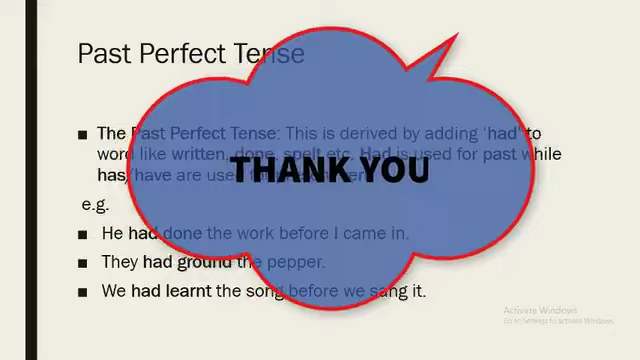 Past Perfect Tense
■ The Past Perfect Tense: This is derived by adding 'had' to
word like written, done, spelt etc. Had is used for past while
has/have are used
THANK YOU
e.g.
■ He had done the work before I came in.
■ They had ground the pepper.
■ We had learnt the song before we sang it.
Activate Windows
Go to Settings to activate Windows.